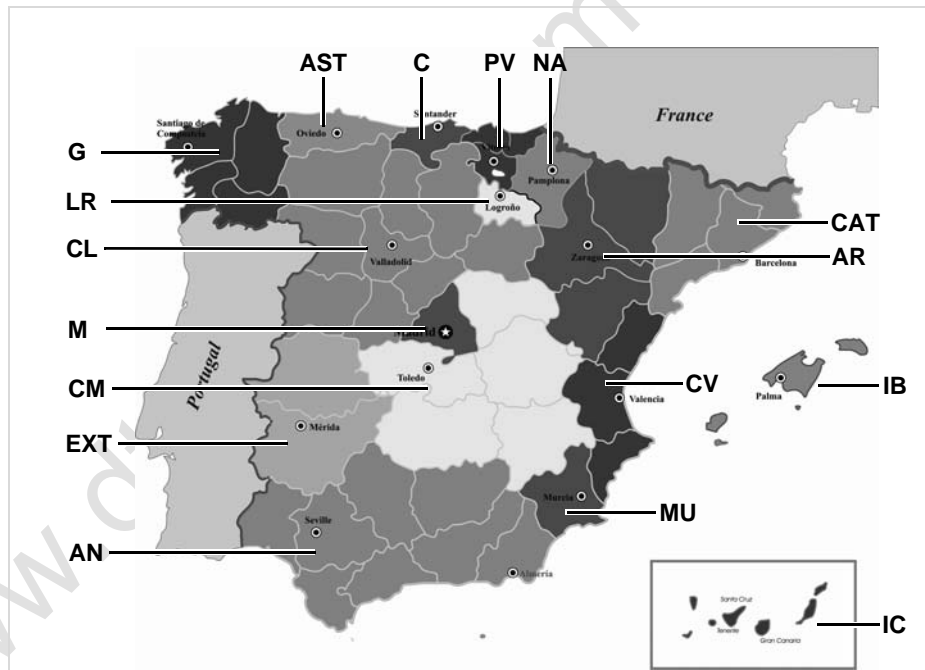 AST
C
PV
NA
Santander
France
Santiago de
Compostela
Oviedo
G
Pamplona
LR
Logroño
CAT
CL
Valladolid
Zarago
AR
Barcelona
M
Madrid
Toledo
CM
CV
Valencia
Palma
IB
Portugal
EXT
Mérida
Murcia
MU
Seville
AN
Almería
Santa Cruz
Tenerife
Gran Canaria
IC